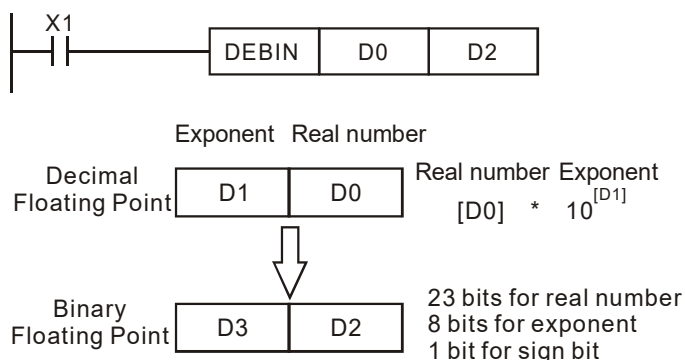 X1
DEBIN D0 D2
Exponent Real number
Decimal
Floating Point
D1 D0
Real number Exponent
[D0] * 10[D1]
Binary
Floating Point
D3 D2
23 bits for real number
8 bits for exponent
1 bit for sign bit